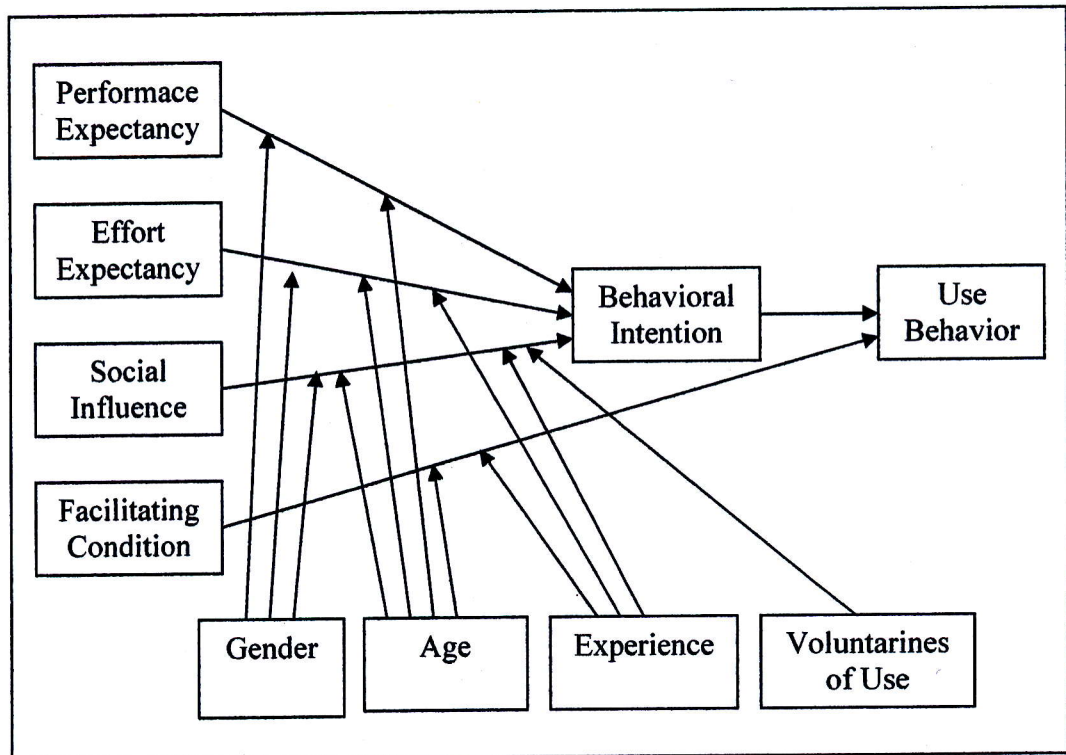 Performace
Expectancy
Effort
Expectancy
Social
Influence
Facilitating
Condition
Behavioral
Intention
Use
Behavior
Gender
Age
Experience
Voluntarines
of Use